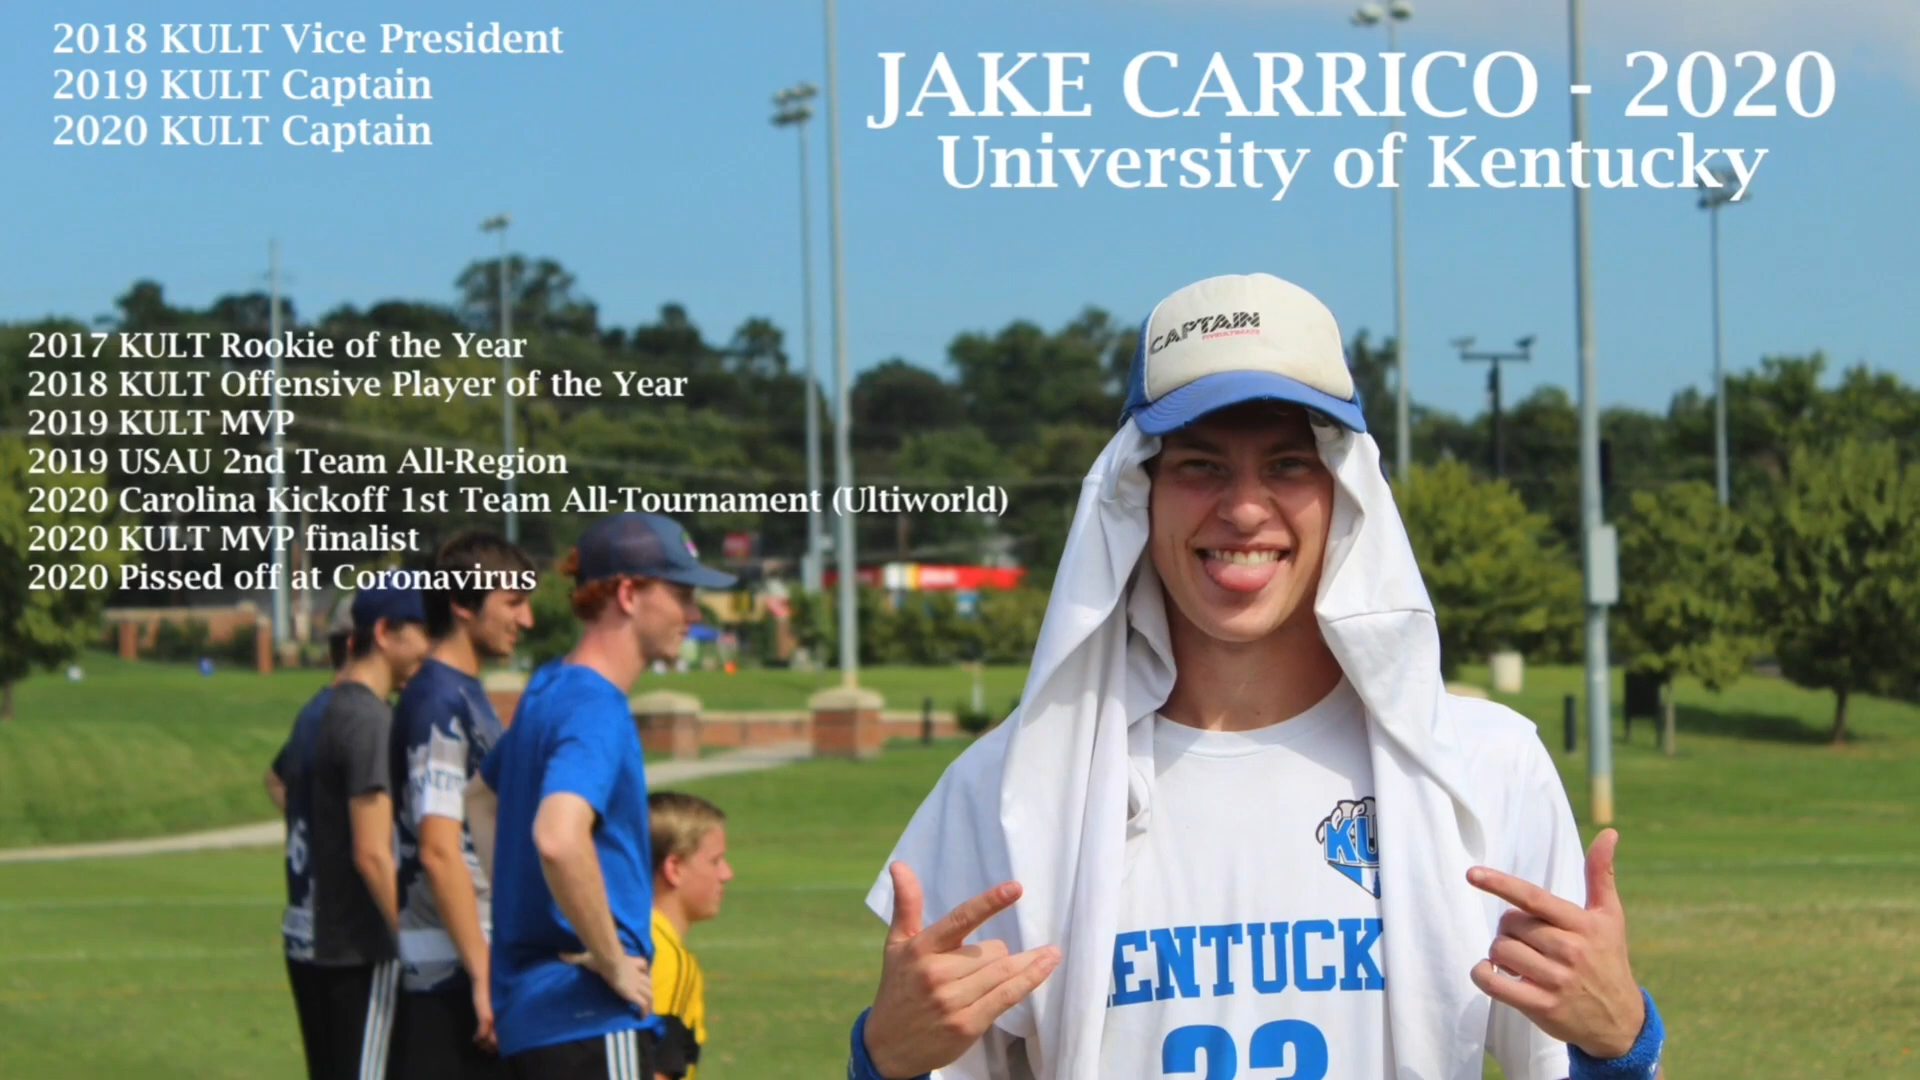 2018 KULT Vice President
2019 KULT Captain
2020 KULT Captain
JAKE CARRICO - 2020
University of Kentucky
2017 KULT Rookie of the Year
2018 KULT Offensive Player of the Year
2019 KULT MVP
2019 USAU 2nd Team All-Region
2020 Carolina Kickoff 1st Team All-Tournament (Ultiworld)
2020 KULT MVP finalist
2020 Pissed off at Coronavirus
CAPTAIN
KU
ENTUCK